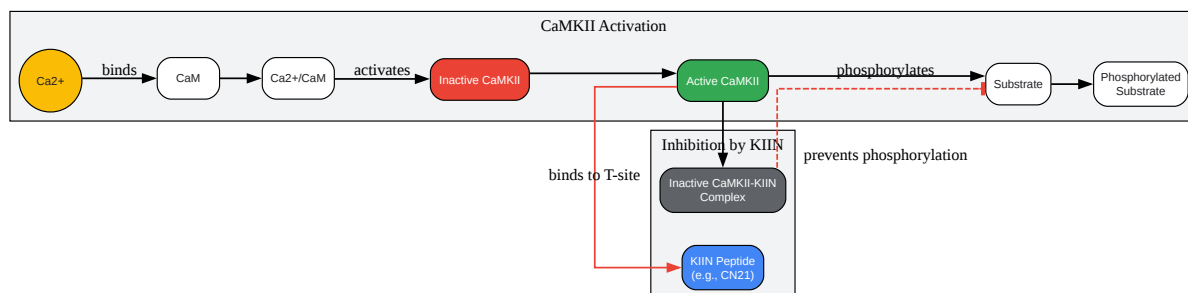 CaMKII Activation
Ca2+
binds
CaM
Ca2+/CaM
activates
Inactive CaMKII
Active CaMKII
phosphorylates
Substrate
Phosphorylated
Substrate
Inhibition by KIIN
prevents phosphorylation
binds to T-site
Inactive CaMKII-KIIN
Complex
KIIN Peptide
(e.g., CN21)